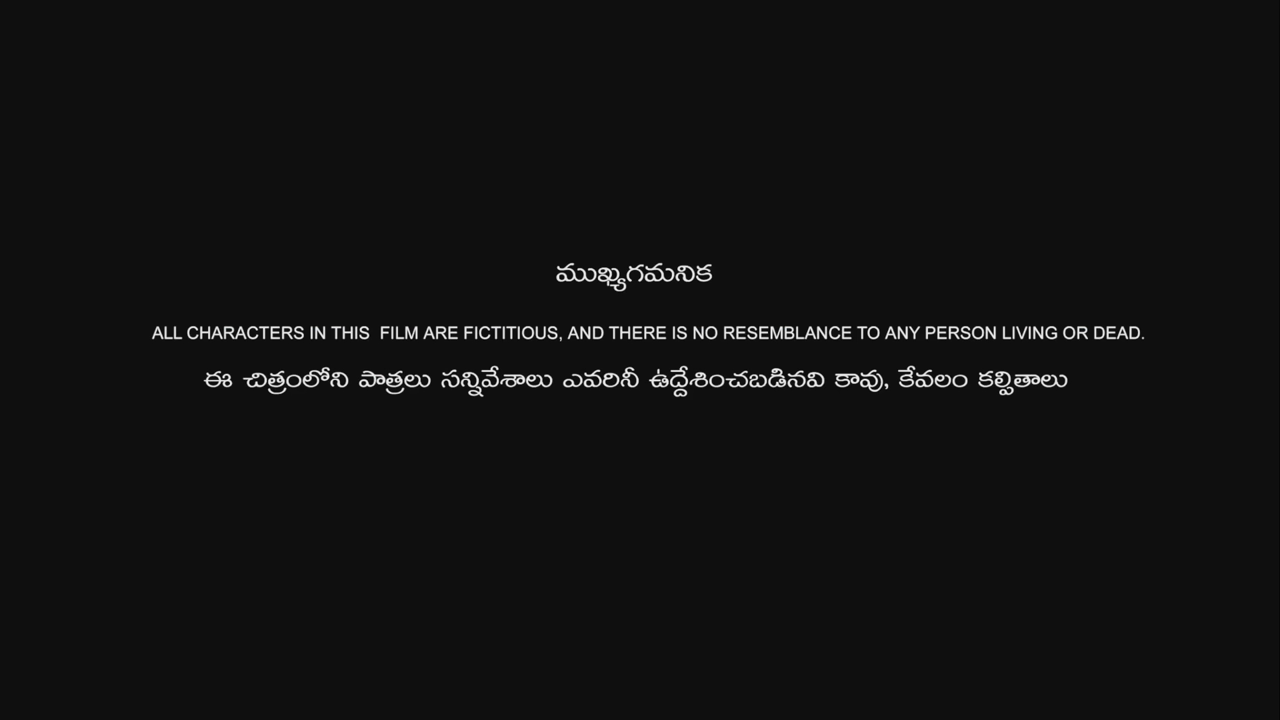 ముఖ్యగమనిక
ALL CHARACTERS IN THIS  FILM ARE FICTITIOUS, AND THERE IS NO RESEMBLANCE TO ANY PERSON LIVING OR DEAD.
ఈ చిత్రంలోని పాత్రలు సన్నివేశాలు ఎవరినీ ఉద్దేశించబడినవి కావు, కేవలం కల్పితాలు